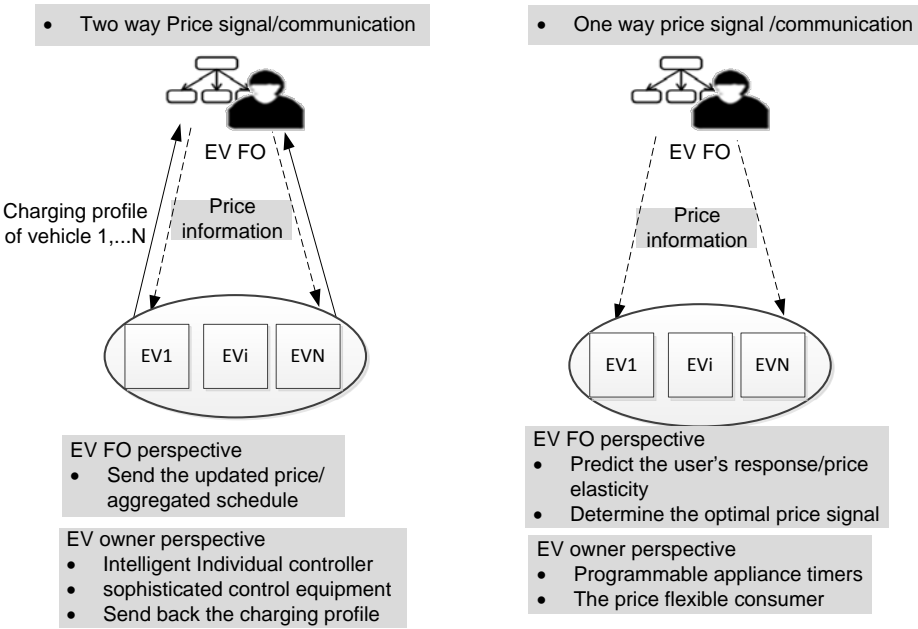 • Two way Price signal/communication
EV FO
Charging profile
of vehicle 1,...N
Price
information
EV1
EVi
EVN
EV FO perspective
• Send the updated price/
aggregated schedule
EV owner perspective
• Intelligent Individual controller
• sophisticated control equipment
• Send back the charging profile
• One way price signal /communication
EV FO
Price
information
EV1
EVi
EVN
EV FO perspective
• Predict the user's response/price
elasticity
• Determine the optimal price signal
EV owner perspective
• Programmable appliance timers
• The price flexible consumer